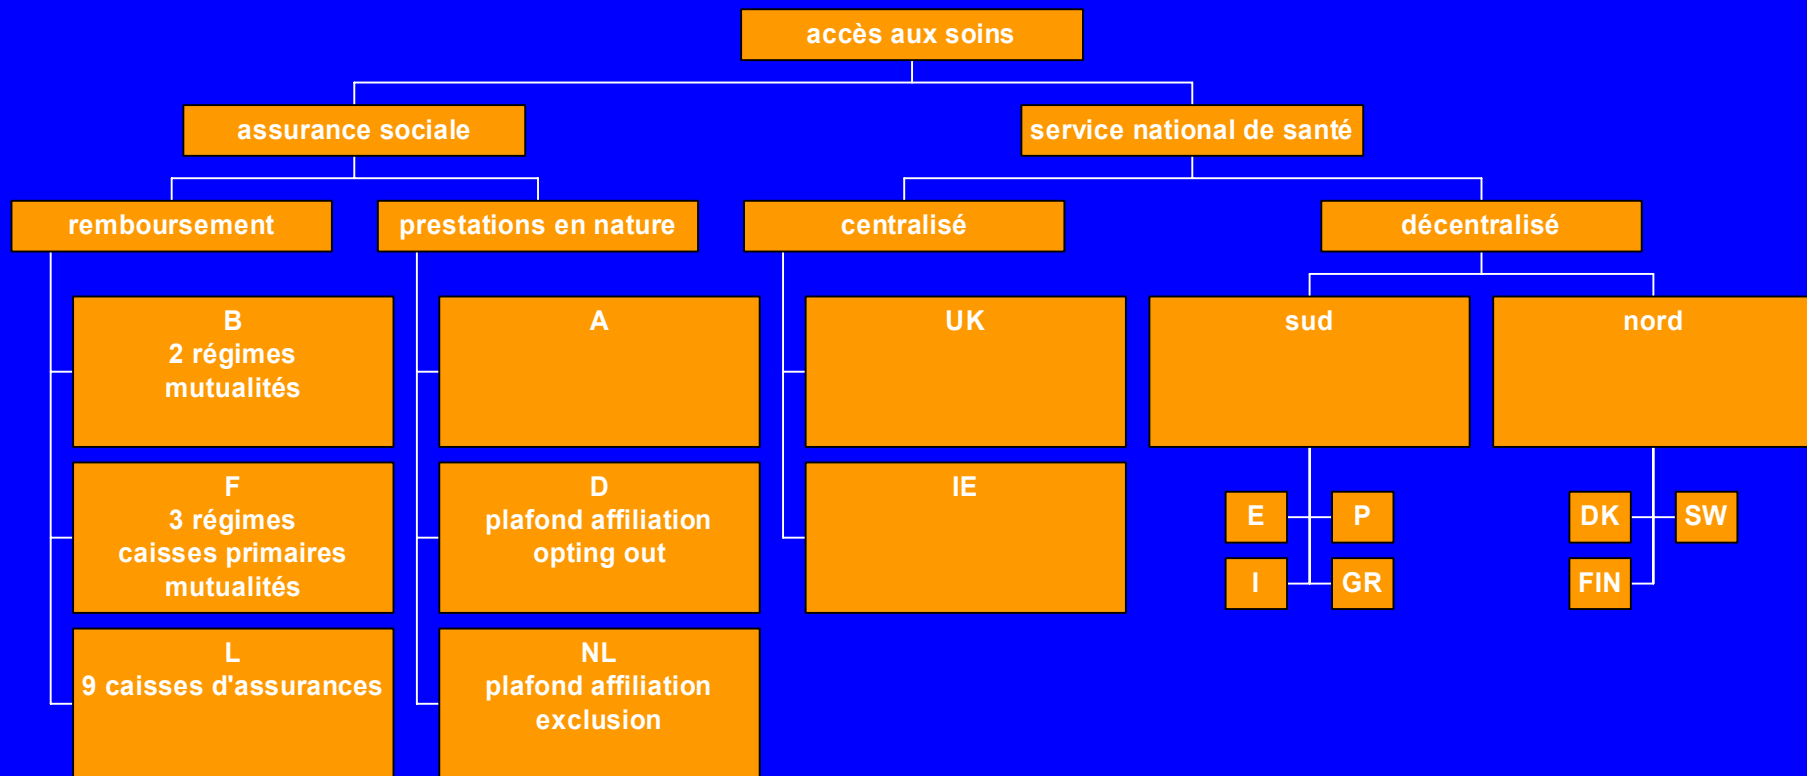 accès aux soins
assurance sociale
service national de santé
remboursement
prestations en nature
centralisé
décentralisé
B
2 régimes
mutualités
A
UK
sud
nord
F
3 régimes
caisses primaires
mutualités
D
plafond affiliation
opting out
IE
E
P
DK
SW
I
GR
FIN
L
9 caisses d'assurances
NL
plafond affiliation
exclusion